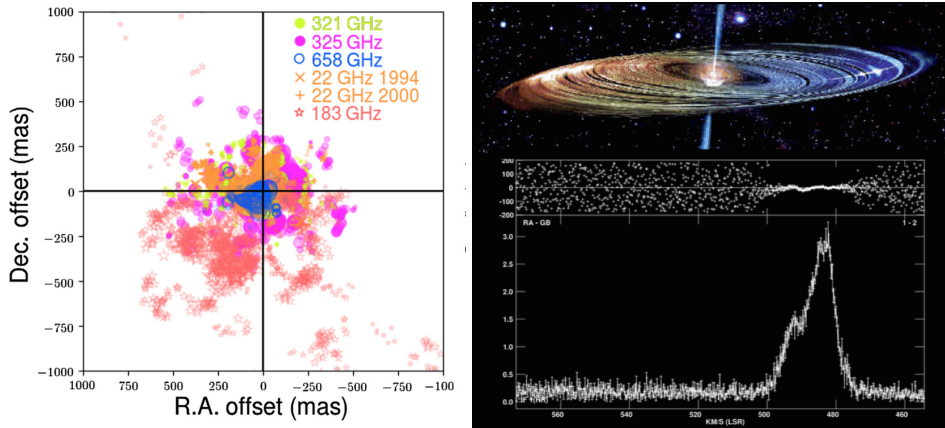 1000
750
500
250
0
−250
−500
−750
−1000
Dec. offset (mas)
321 GHz
325 GHz
658 GHz
22 GHz 1994
22 GHz 2000
183 GHz
1000 750 500 250 0 −250 −500 −750 −100
R.A. offset (mas)
200
100
0
−100
−200
RA - GB
1 - 2
3.0
2.5
2.0
1.5
1.0
0.5
0.0
560 540 520 500 480 460
KM/S (LSR)